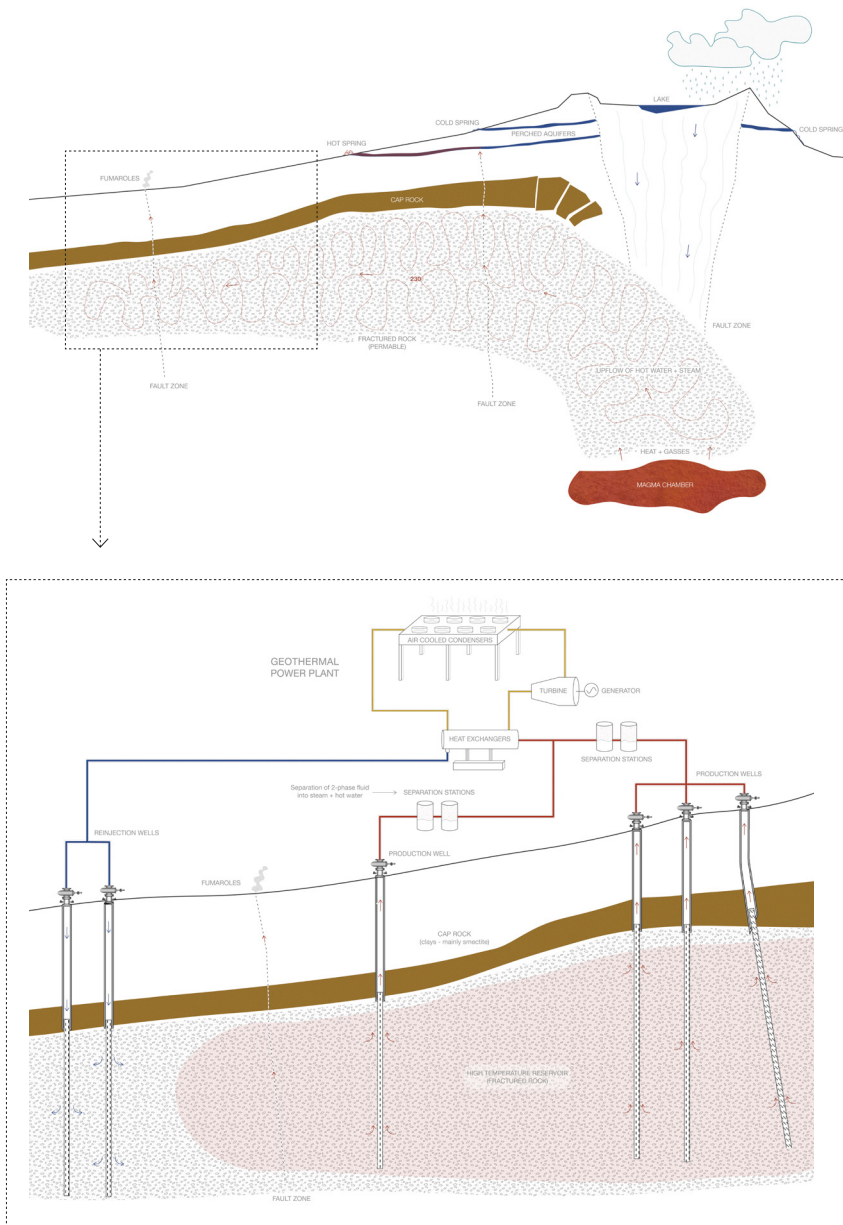 LAKE
COLD SPRING
PERCHED AQUIFERS
COLD SPRING
HOT SPRING
FUMAROLES
CAP ROCK
230°
FAULT ZONE
FRACTURED ROCK
(PERMABLE)
UPFLOW OF HOT WATER + STEAM
FAULT ZONE
FAULT ZONE
HEAT + GASSES
MAGMA CHAMBER
AIR COOLED CONDENSERS
GEOTHERMAL
POWER PLANT
TURBINE
GENERATOR
HEAT EXCHANGERS
SEPARATION STATIONS
PRODUCTION WELLS
Separation of 2-phase fluid
into steam + hot water
SEPARATION STATIONS
REINJECTION WELLS
PRODUCTION WELL
FUMAROLES
CAP ROCK
(clays - mainly smectite)
HIGH TEMPERATURE RESERVOIR
(FRACTURED ROCK)
FAULT ZONE